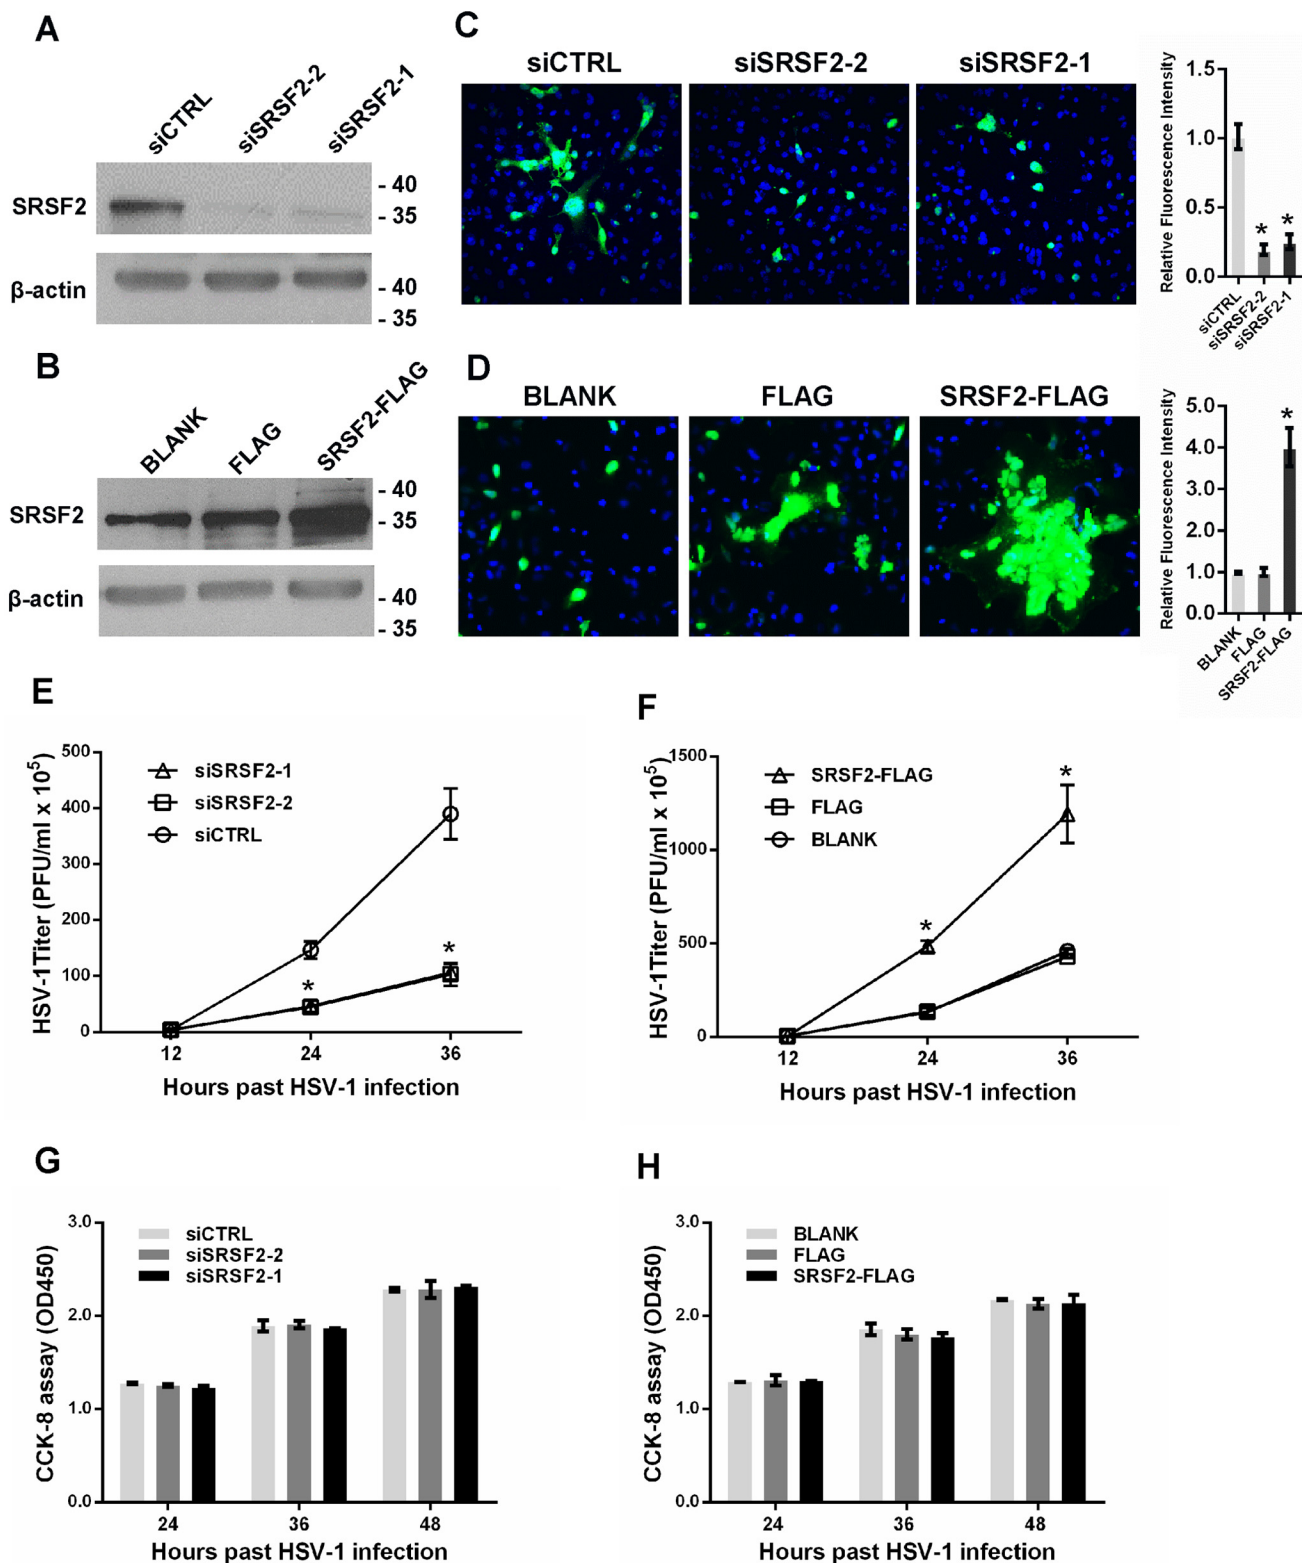 A
siCTRL
siSRSF2-2
siSRSF2-1
SRSF2
- 40
- 35
β-actin
- 40
- 35
B
BLANK
FLAG
SRSF2-FLAG
SRSF2
- 40
- 35
β-actin
- 40
- 35
C
siCTRL
siSRSF2-2
siSRSF2-1
Relative Fluorescence Intensity
1.5
1.0
0.5
0.0
*
*
siCTRL
siSRSF2-2
siSRSF2-1
D
BLANK
FLAG
SRSF2-FLAG
Relative Fluorescence Intensity
5.0
4.0
3.0
2.0
1.0
0.0
*
BLANK
FLAG
SRSF2-FLAG
E
HSV-1Titer (PFU/ml x 10⁵)
500
400
300
200
100
0
siSRSF2-1
siSRSF2-2
siCTRL
*
*
12
24
36
Hours past HSV-1 infection
F
HSV-1Titer (PFU/ml x 10⁵)
1500
1000
500
0
SRSF2-FLAG
FLAG
BLANK
*
*
12
24
36
Hours past HSV-1 infection
G
CCK-8 assay (OD450)
3.0
2.0
1.0
0.0
siCTRL
siSRSF2-2
siSRSF2-1
24
36
48
Hours past HSV-1 infection
H
CCK-8 assay (OD450)
3.0
2.0
1.0
0.0
BLANK
FLAG
SRSF2-FLAG
24
36
48
Hours past HSV-1 infection